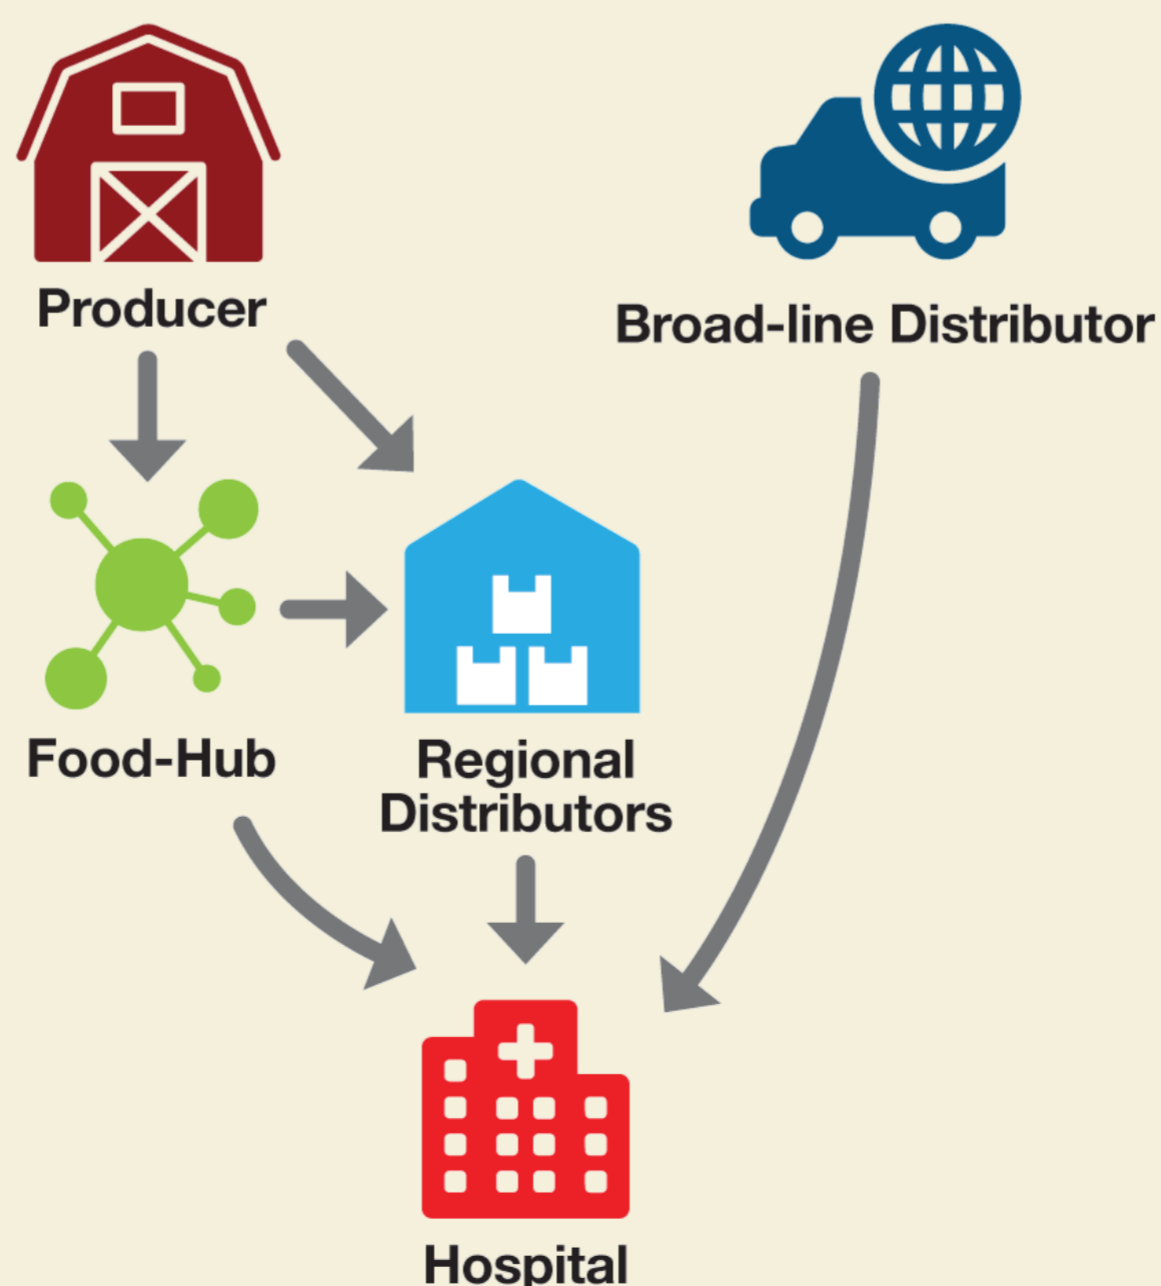 Producer
Broad-line Distributor
Food-Hub
Regional
Distributors
Hospital